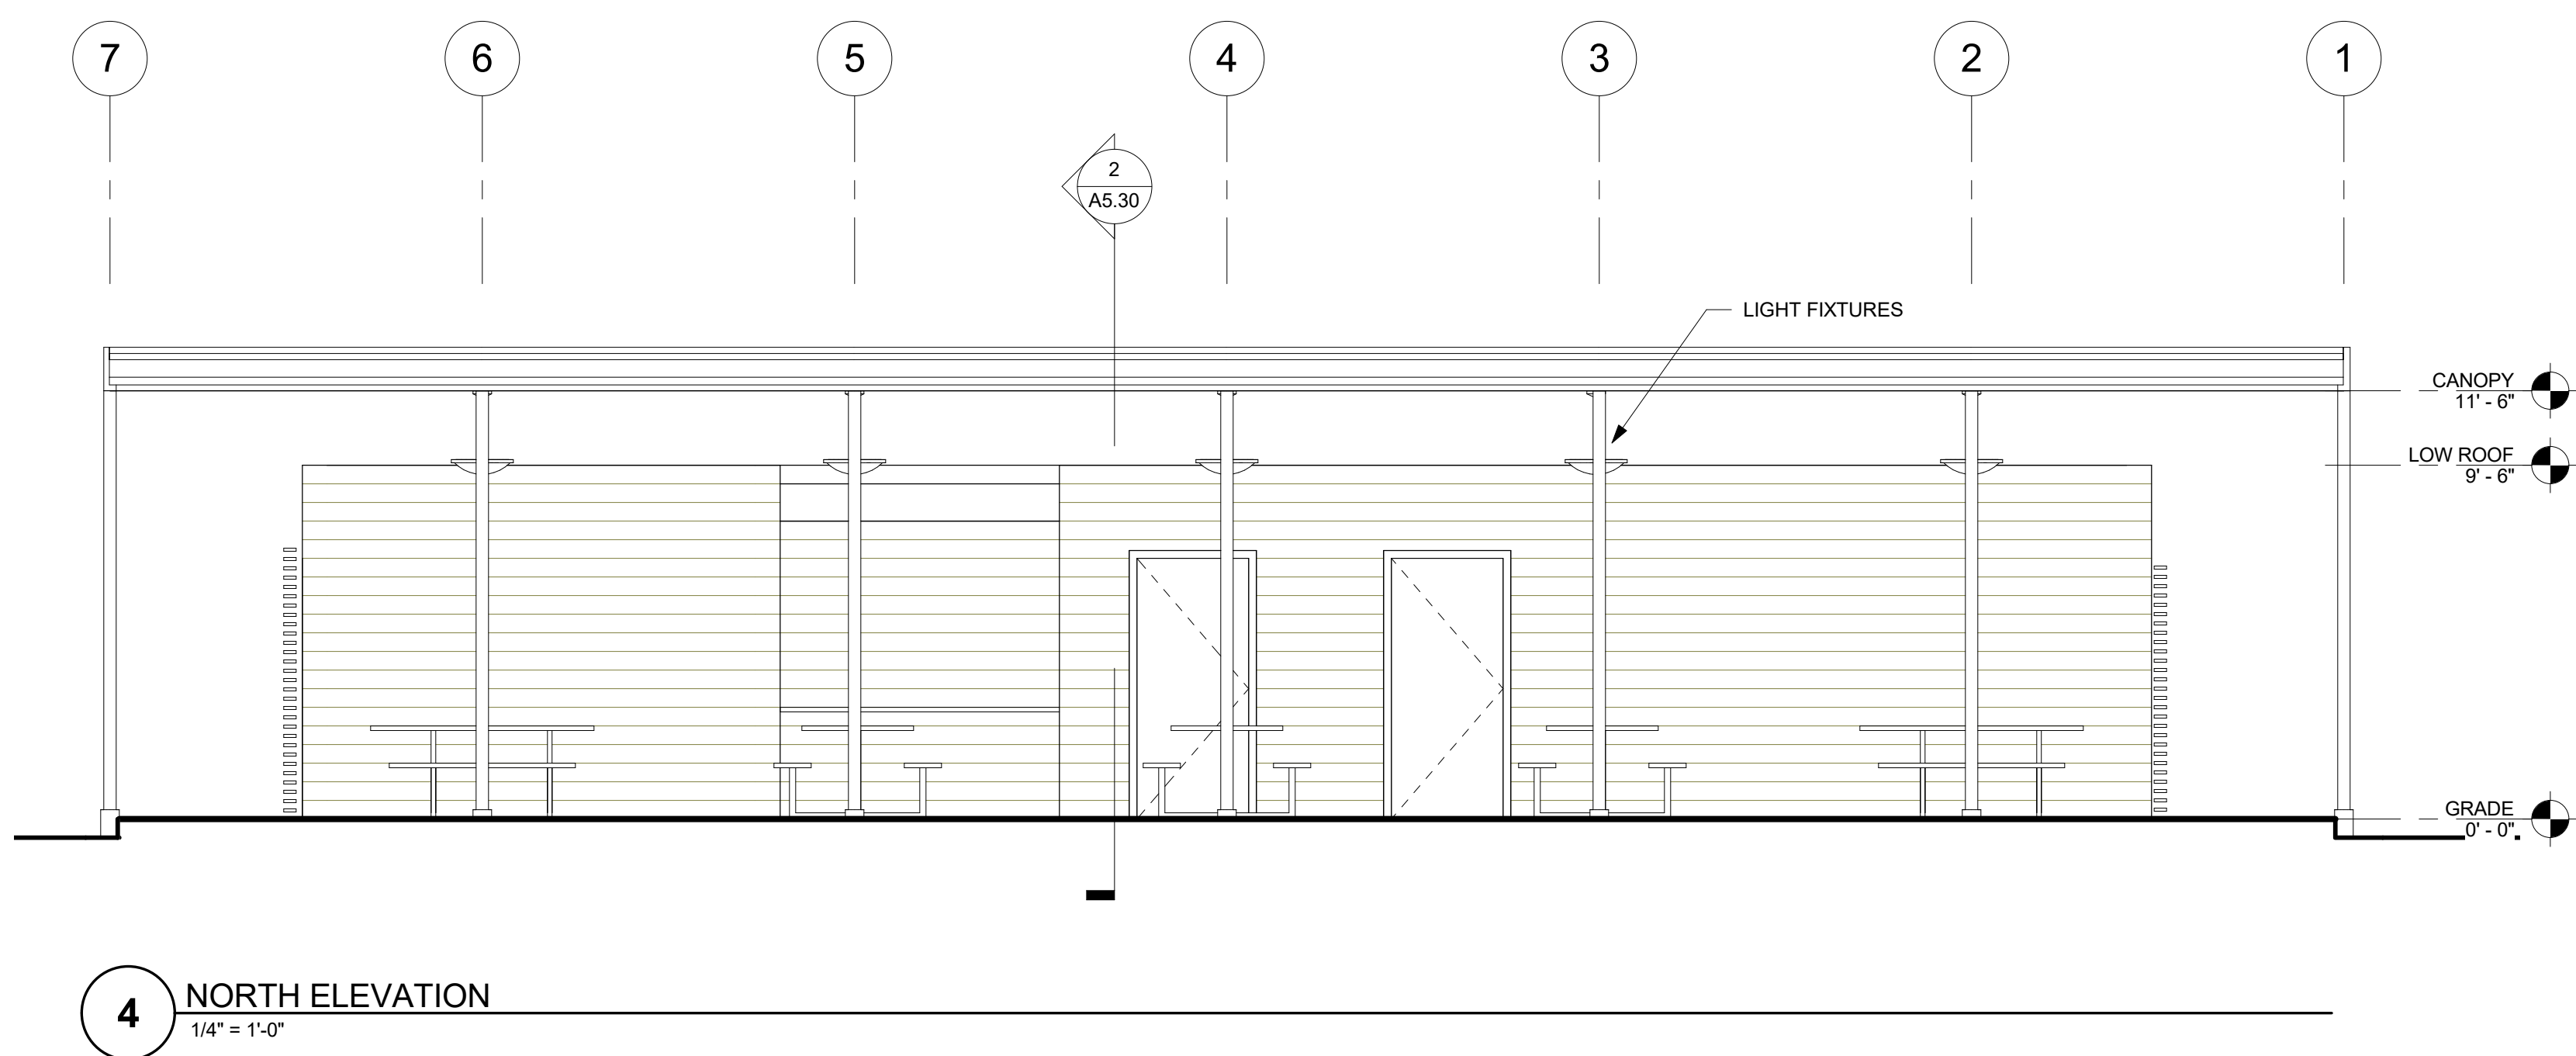 7 6 5 4 3 2 1
2
A5.30
LIGHT FIXTURES
CANOPY
11' - 6"
LOW ROOF
9' - 6"
GRADE
0' - 0"
4
NORTH ELEVATION
1/4" = 1'-0"